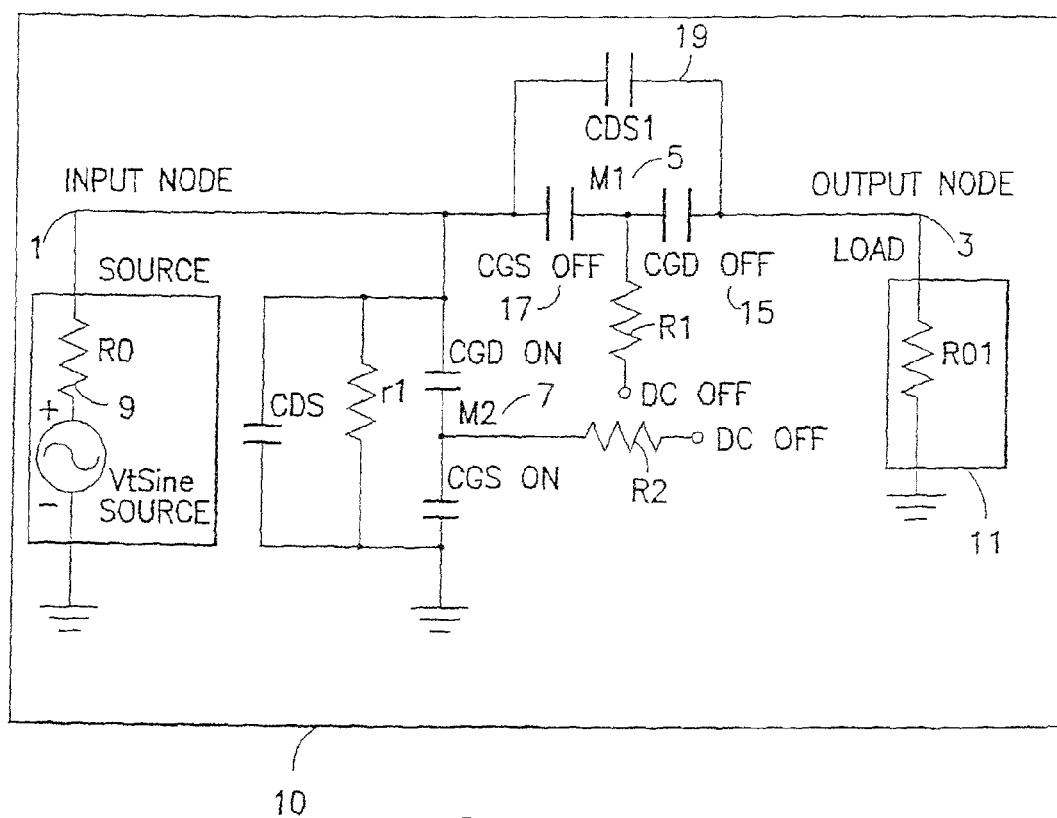 19
CDS1
M1 5
INPUT NODE
OUTPUT NODE
1
3
CGS OFF
CGD OFF
LOAD
17
15
SOURCE
R0
R1
R01
CGD ON
9
+
CDS
r1
M2 7
DC OFF
DC OFF
R2
CGS ON
VtSine
SOURCE
-
11
10